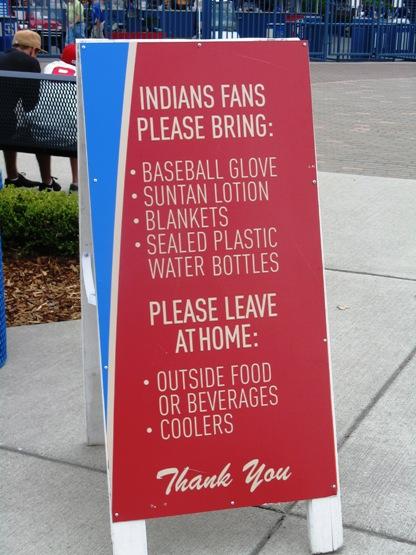 INDIANS FANS
PLEASE BRING:
• BASEBALL GLOVE
• SUNTAN LOTION
• BLANKETS
• SEALED PLASTIC
WATER BOTTLES
PLEASE LEAVE
AT HOME:
• OUTSIDE FOOD
OR BEVERAGES
• COOLERS
Thank You